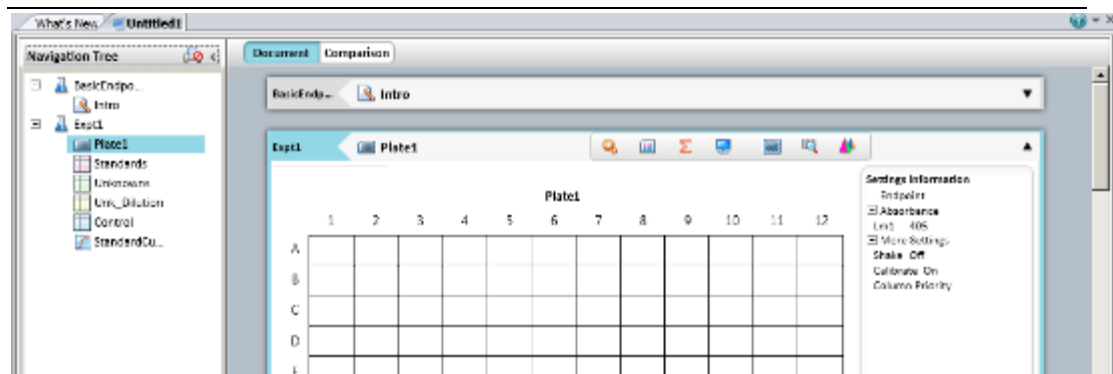 What's New Untitled1
Navigation Tree
BasicEndpo...
Intro
Expt1
Plate1
Standards
Unknowns
Unk_Dilution
Control
StandardCu...
Document Comparison
BasicEndp... Intro
Expt1 Plate1
Plate1
1 2 3 4 5 6 7 8 9 10 11 12
A
B
C
D
E
Settings Information
Endpoint
Absorbance
Lm1 405
More Settings
Shake Off
Calibrate On
Column Priority